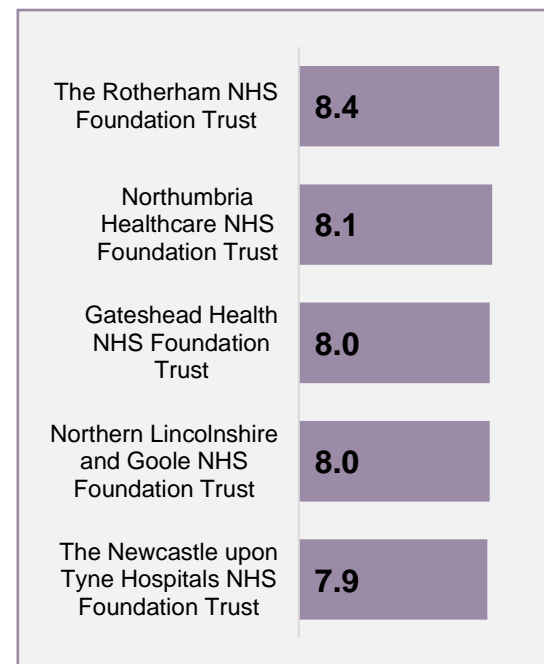 The Rotherham NHS
Foundation Trust
8.4
Northumbria
Healthcare NHS
Foundation Trust
8.1
Gateshead Health
NHS Foundation
Trust
8.0
Northern Lincolnshire
and Goole NHS
Foundation Trust
8.0
The Newcastle upon
Tyne Hospitals NHS
Foundation Trust
7.9